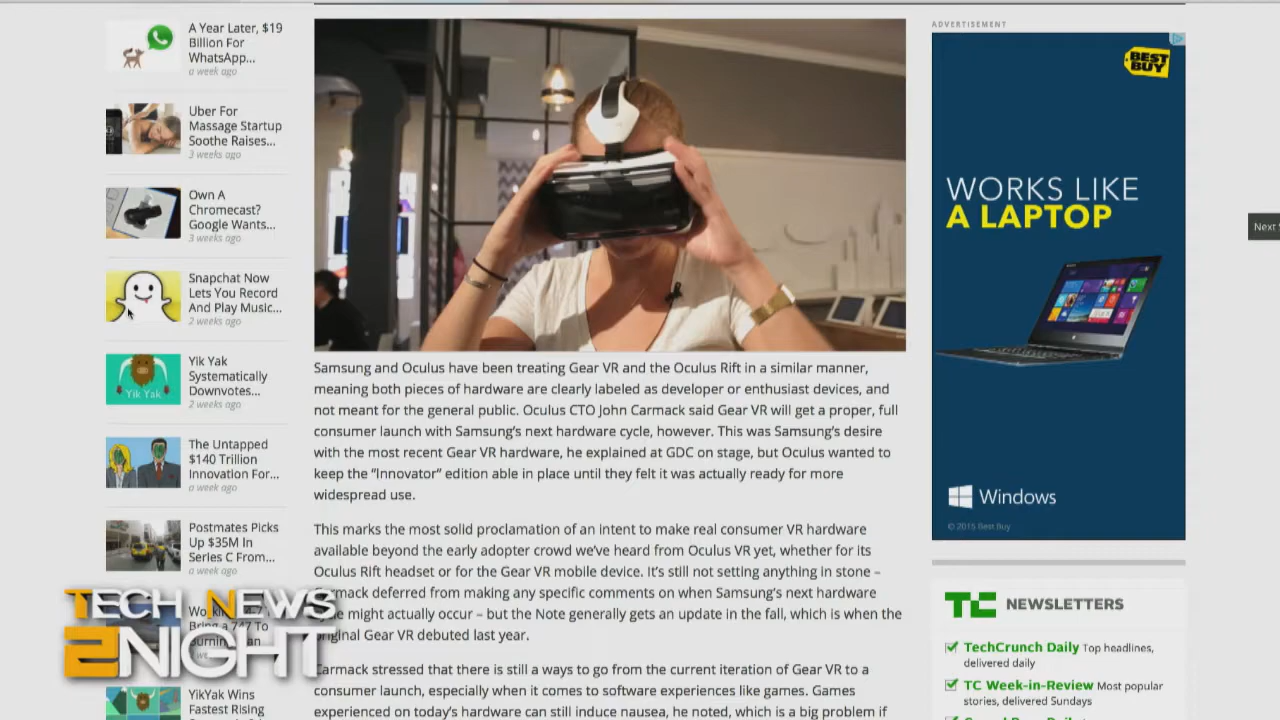 A Year Later, $19
Billion For
WhatsApp...
a week ago
Uber For
Massage Startup
Soothe Raises...
3 weeks ago
Own A
Chromecast?
Google Wants...
3 weeks ago
Snapchat Now
Lets You Record
And Play Music...
2 weeks ago
Yik Yak
Yik Yak
Systematically
Downvotes...
2 weeks ago
The Untapped
$140 Trillion
Innovation For...
a week ago
Postmates Picks
Up $35M In
Series C From...
a week ago
Bring a 747 To
YikYak Wins
Fastest Rising
Samsung and Oculus have been treating Gear VR and the Oculus Rift in a similar manner,
meaning both pieces of hardware are clearly labeled as developer or enthusiast devices, and
not meant for the general public. Oculus CTO John Carmack said Gear VR will get a proper, full
consumer launch with Samsung's next hardware cycle, however. This was Samsung's desire
with the most recent Gear VR hardware, he explained at GDC on stage, but Oculus wanted to
keep the “Innovator” edition able in place until they felt it was actually ready for more
widespread use.
This marks the most solid proclamation of an intent to make real consumer VR hardware
available beyond the early adopter crowd we've heard from Oculus VR yet, whether for its
Oculus Rift headset or for the Gear VR mobile device. It's still not setting anything in stone –
Carmack deferred from making any specific comments on when Samsung's next hardware
might actually occur – but the Note generally gets an update in the fall, which is when the
original Gear VR debuted last year.
Carmack stressed that there is still a ways to go from the current iteration of Gear VR to a
consumer launch, especially when it comes to software experiences like games. Games
experienced on today's hardware can still induce nausea, he noted, which is a big problem if
ADVERTISEMENT
BEST
BUY
WORKS LIKE
A LAPTOP
Windows
© 2015 Best Buy
Next
TC NEWSLETTERS
TechCrunch Daily Top headlines,
delivered daily
TC Week-in-Review Most popular
stories, delivered Sundays
TECH NEWS
2NIGHT